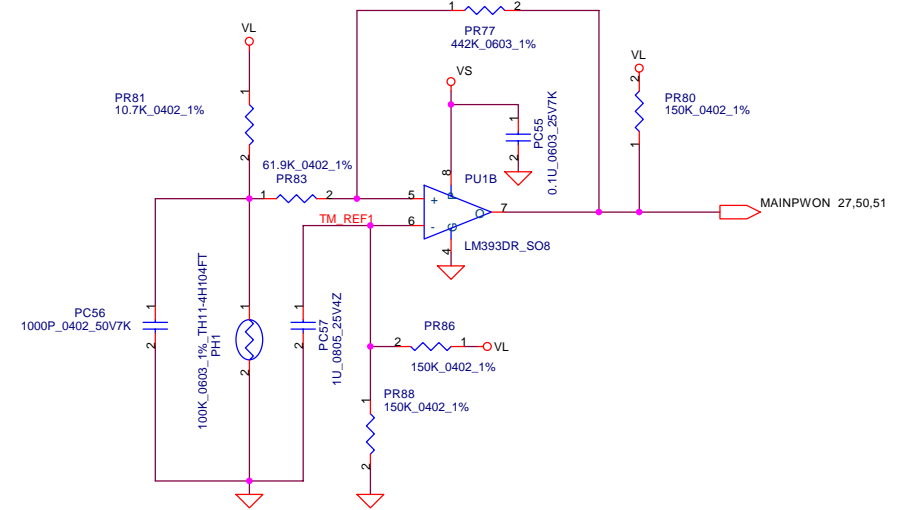 1
2
PR77
442K_0603_1%
VL
VS
VL
PR81
10.7K_0402_1%
1
2
1
2
PC55
0.1U_0603_25V7K
2
1
PR80
150K_0402_1%
61.9K_0402_1%
PR83
1
2
8
PU1B
5
+
P
O
7
MAINPWON 27,50,51
TM_REF1
6
-
G
4
LM393DR_SO8
PC56
1000P_0402_50V7K
1
2
100K_0603_1%_TH11-4H104FT
PH1
1
2
1
2
PC57
1U_0805_25V4Z
PR86
2
1
VL
150K_0402_1%
PR88
150K_0402_1%
1
2